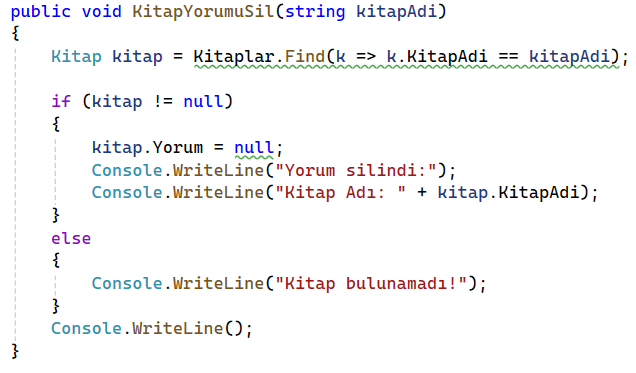 public void KitapYorumuSil(string kitapAdi)
{
    Kitap kitap = Kitaplar.Find(k => k.KitapAdi == kitapAdi);

    if (kitap != null)
    {
        kitap.Yorum = null;
        Console.WriteLine("Yorum silindi:");
        Console.WriteLine("Kitap Adı: " + kitap.KitapAdi);
    }
    else
    {
        Console.WriteLine("Kitap bulunamadı!");
    }
    Console.WriteLine();
}